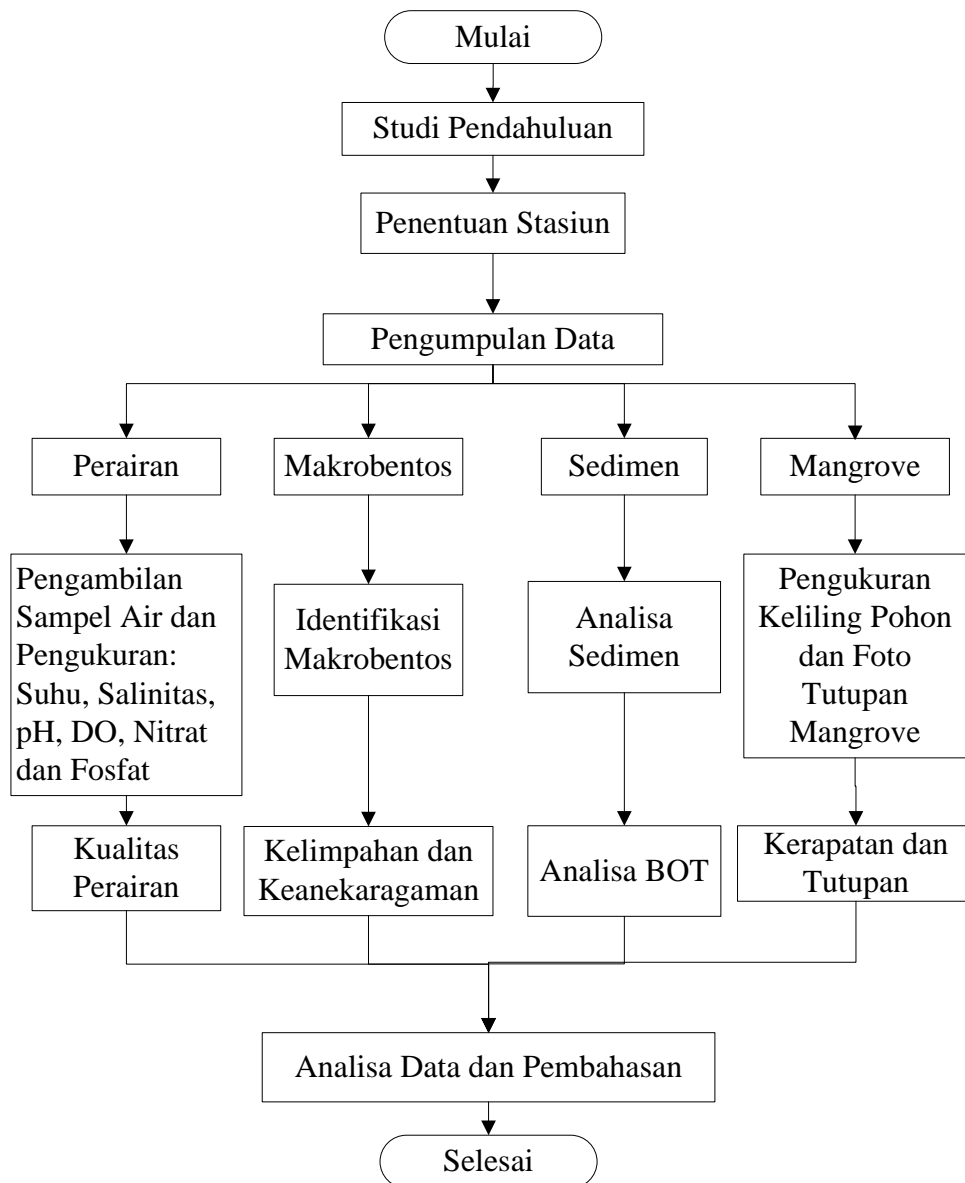 Mulai
Studi Pendahuluan
Penentuan Stasiun
Pengumpulan Data
Perairan
Makrobentos
Sedimen
Mangrove
Pengambilan
Sampel Air dan
Pengukuran:
Suhu, Salinitas,
pH, DO, Nitrat
dan Fosfat
Identifikasi
Makrobentos
Analisa
Sedimen
Pengukuran
Keliling Pohon
dan Foto
Tutupan
Mangrove
Kualitas
Perairan
Kelimpahan dan
Keanekaragaman
Analisa BOT
Kerapatan dan
Tutupan
Analisa Data dan Pembahasan
Selesai